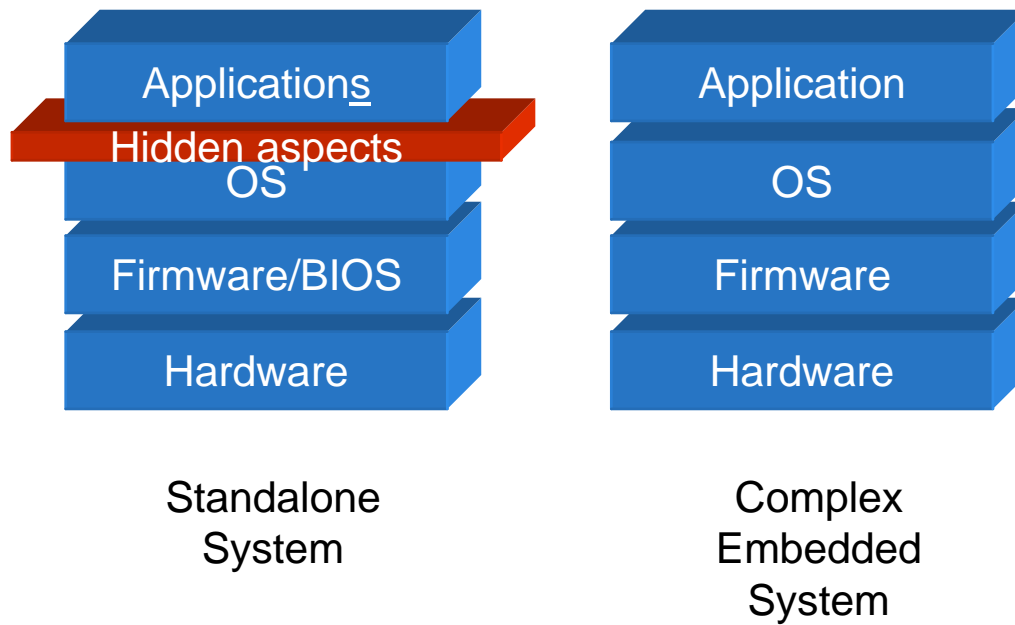 Applications
Hidden aspects
OS
Firmware/BIOS
Hardware
Standalone
System
Application
OS
Firmware
Hardware
Complex
Embedded
System